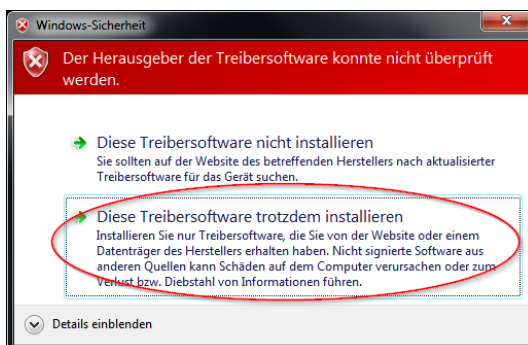 Windows-Sicherheit
Der Herausgeber der Treibersoftware konnte nicht überprüft
werden.
Diese Treibersoftware nicht installieren
Sie sollten auf der Website des betreffenden Herstellers nach aktualisierter
Treibersoftware für das Gerät suchen.
Diese Treibersoftware trotzdem installieren
Installieren Sie nur Treibersoftware, die Sie von der Website oder einem
Datenträger des Herstellers erhalten haben. Nicht signierte Software aus
anderen Quellen kann Schäden auf dem Computer verursachen oder zum
Verlust bzw. Diebstahl von Informationen führen.
Details einblenden